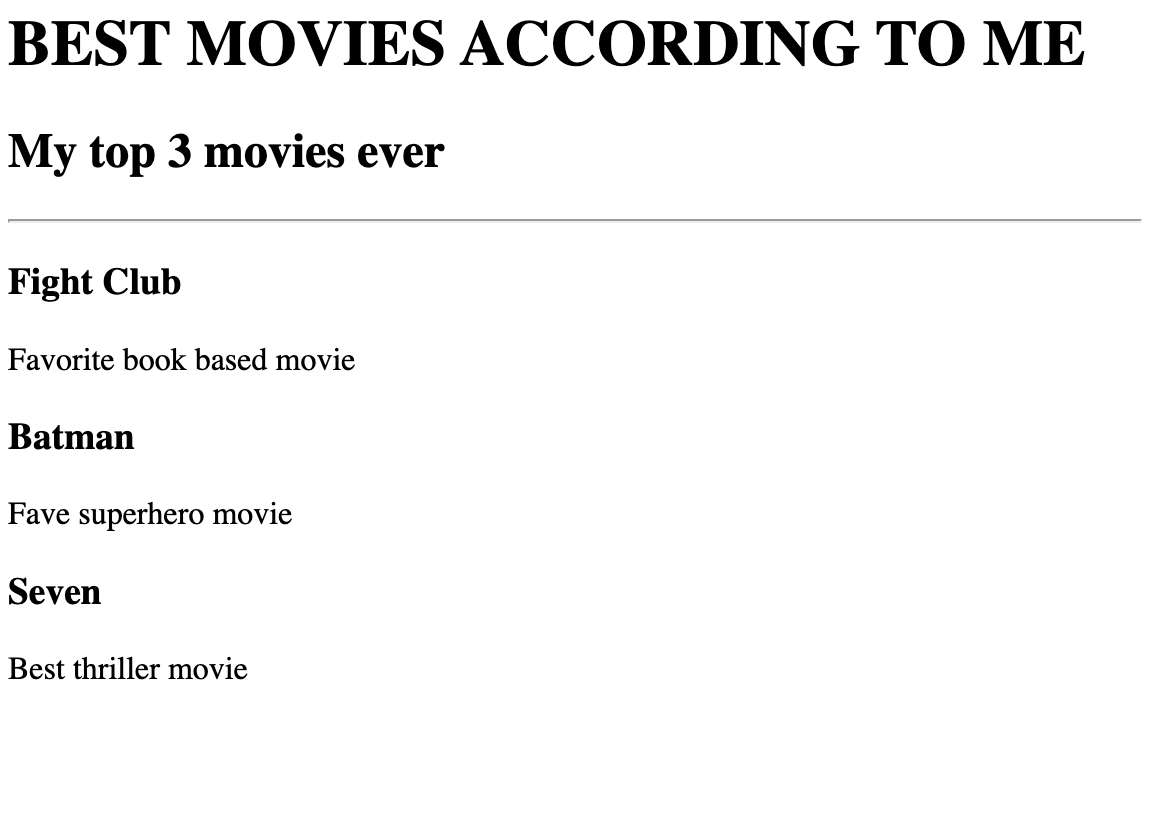 BEST MOVIES ACCORDING TO ME
My top 3 movies ever
Fight Club
Favorite book based movie
Batman
Fave superhero movie
Seven
Best thriller movie